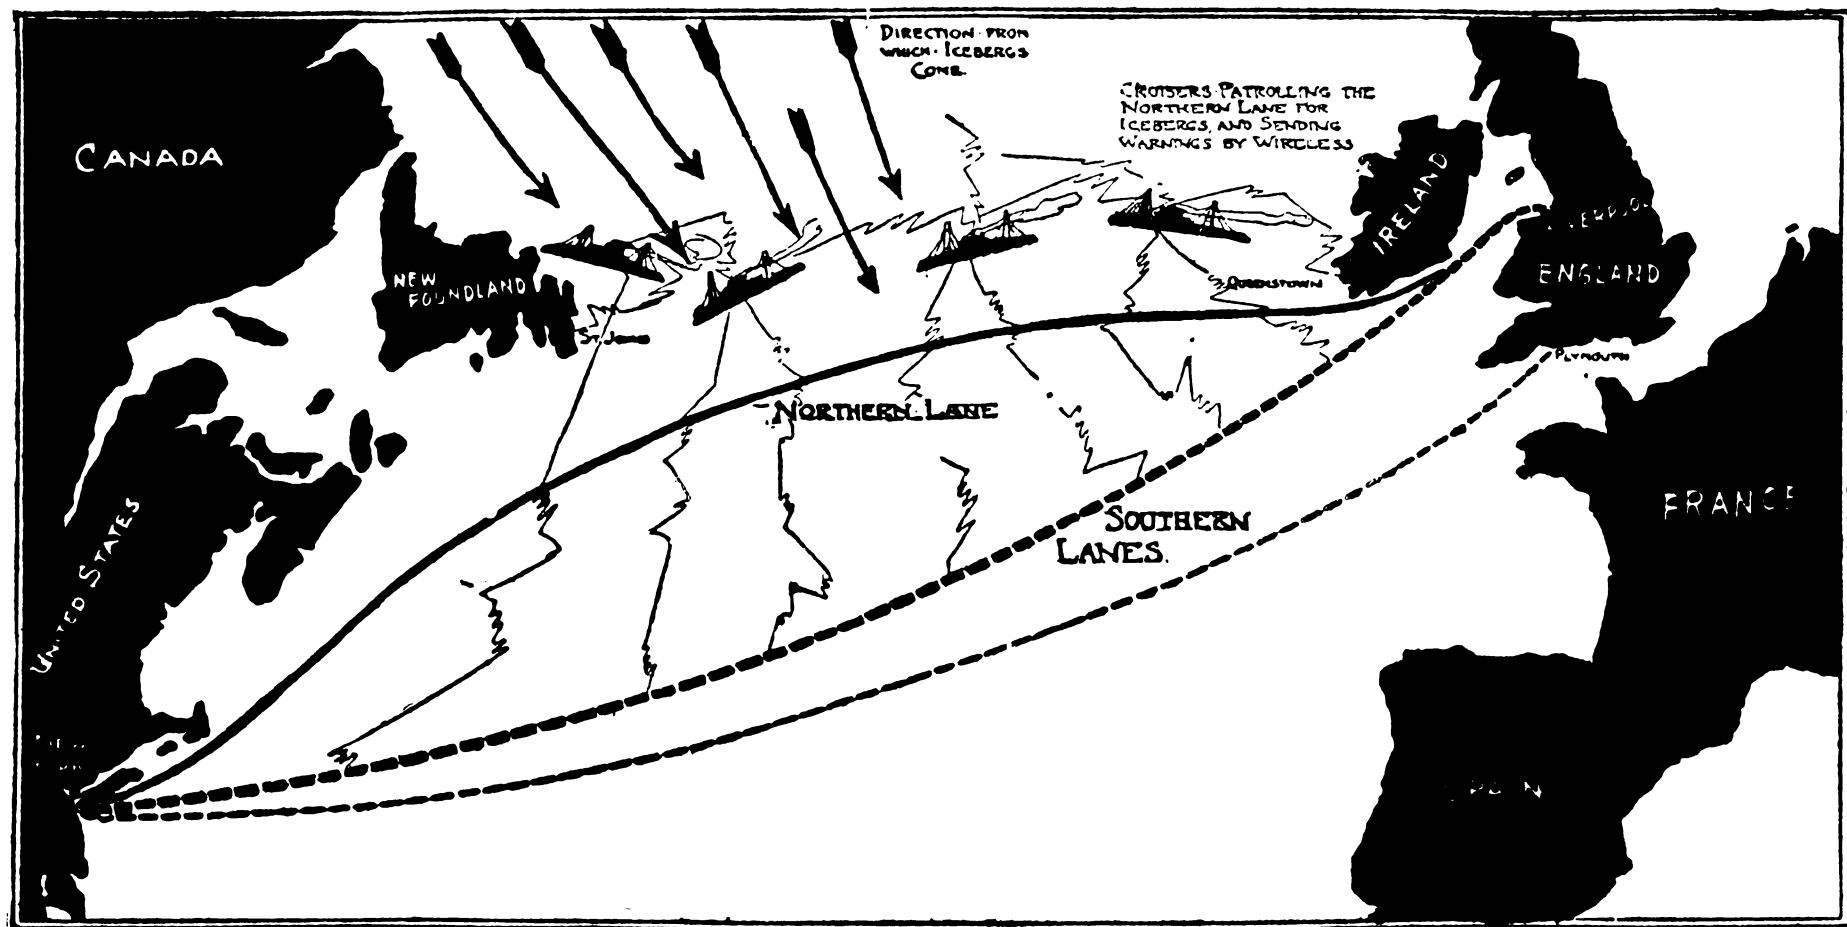 DIRECTION FROM
WHICH ICEBERGS
COME.
CRUISERS PATROLLING THE
NORTHERN LANE FOR
ICEBERGS, AND SENDING
WARNINGS BY WIRELESS
CANADA
IRELAND
ENGLAND
NEW
FOUNDLAND
QUEENSTOWN
PLYMOUTH
NORTHERN LANE
SOUTHERN
LANES.
FRANCE
UNITED STATES